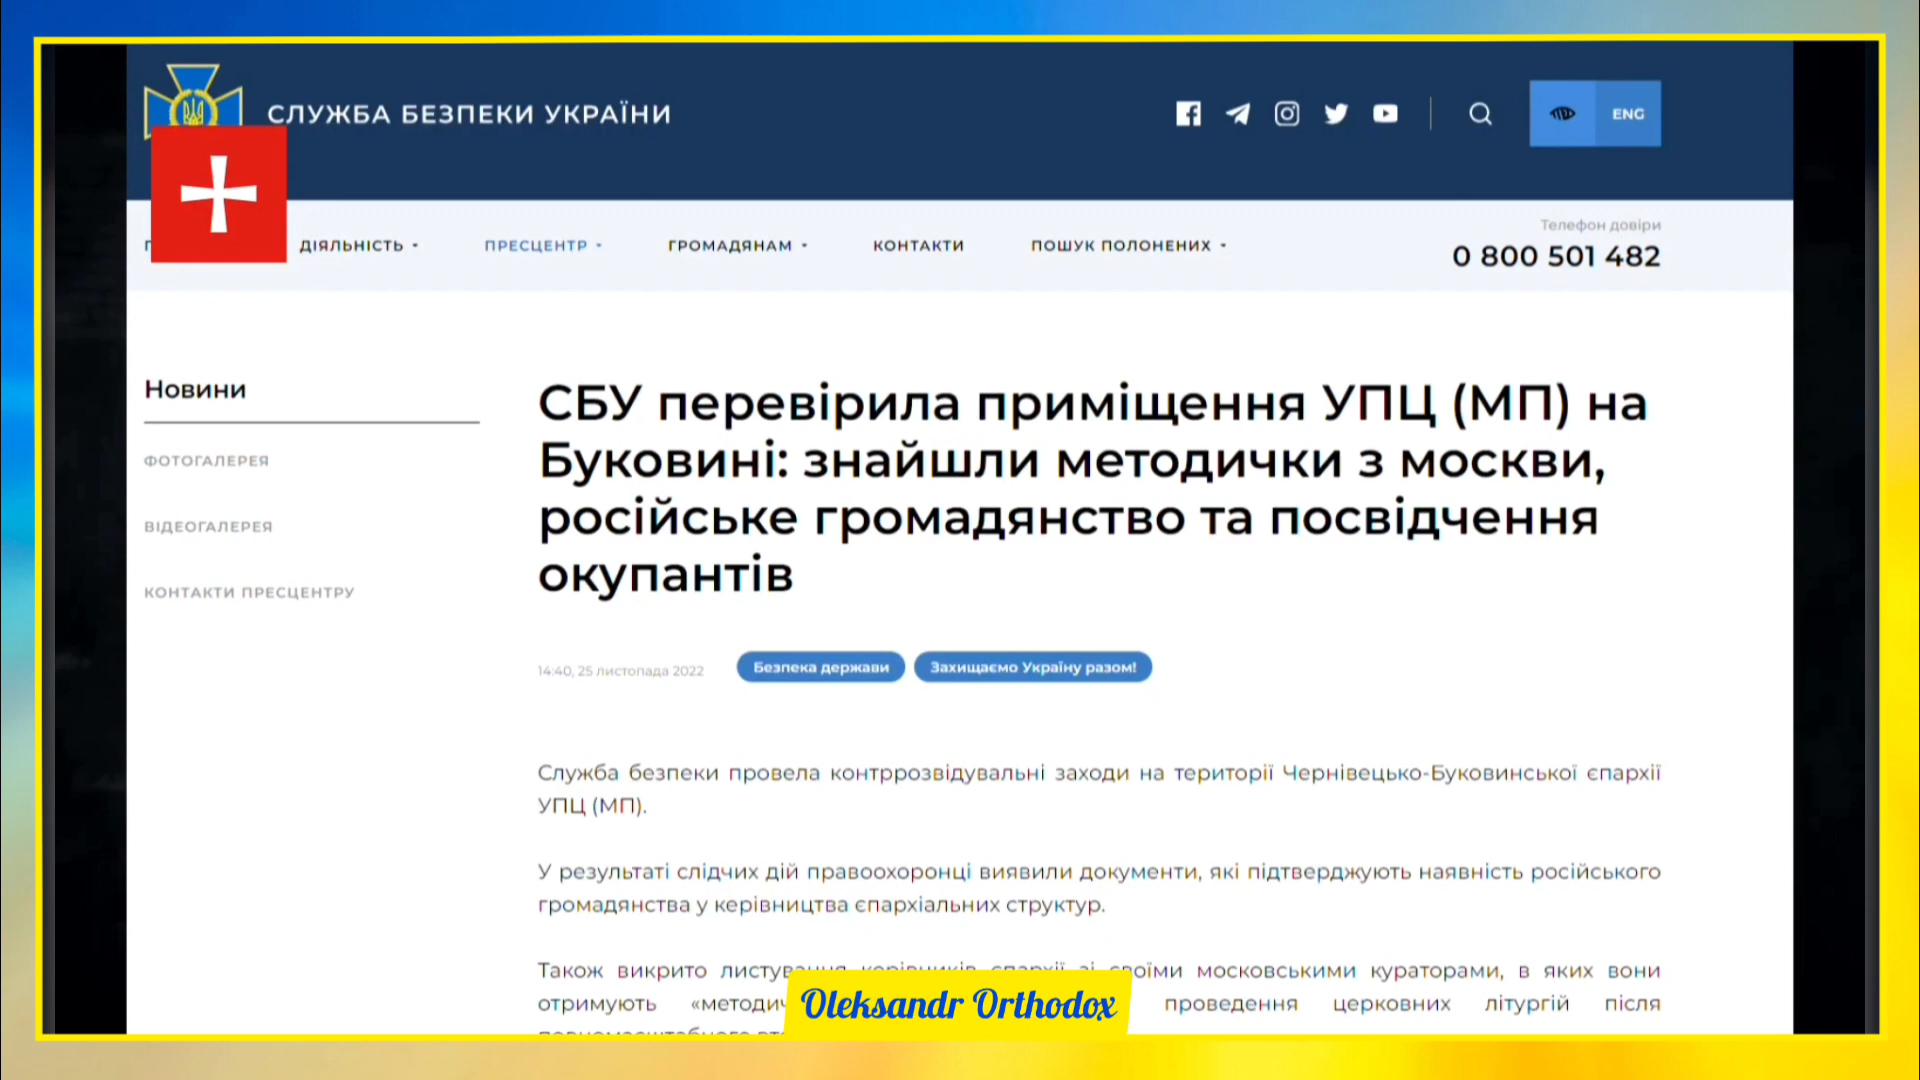 СЛУЖБА БЕЗПЕКИ УКРАЇНИ
ENG
ДІЯЛЬНІСТЬ
ПРЕСЦЕНТР
ГРОМАДЯНАМ
КОНТАКТИ
ПОШУК ПОЛОНЕНИХ
Телефон довіри
0 800 501 482
Новини
ФОТОГАЛЕРЕЯ
ВІДЕОГАЛЕРЕЯ
КОНТАКТИ ПРЕСЦЕНТРУ
СБУ перевірила приміщення УПЦ (МП) на
Буковині: знайшли методички з москви,
російське громадянство та посвідчення
окупантів
14:40, 25 листопада 2022
Безпека держави
Захищаємо Україну разом!
Служба безпеки провела контррозвідувальні заходи на території Чернівецько-Буковинської єпархії
УПЦ (МП).
У результаті слідчих дій правоохоронці виявили документи, які підтверджують наявність російського
громадянства у керівництва єпархіальних структур.
Також викрито листування керівників єпархії зі своїми московськими кураторами, в яких вони
отримують «методич проведення церковних літургій після
Oleksandr Orthodox